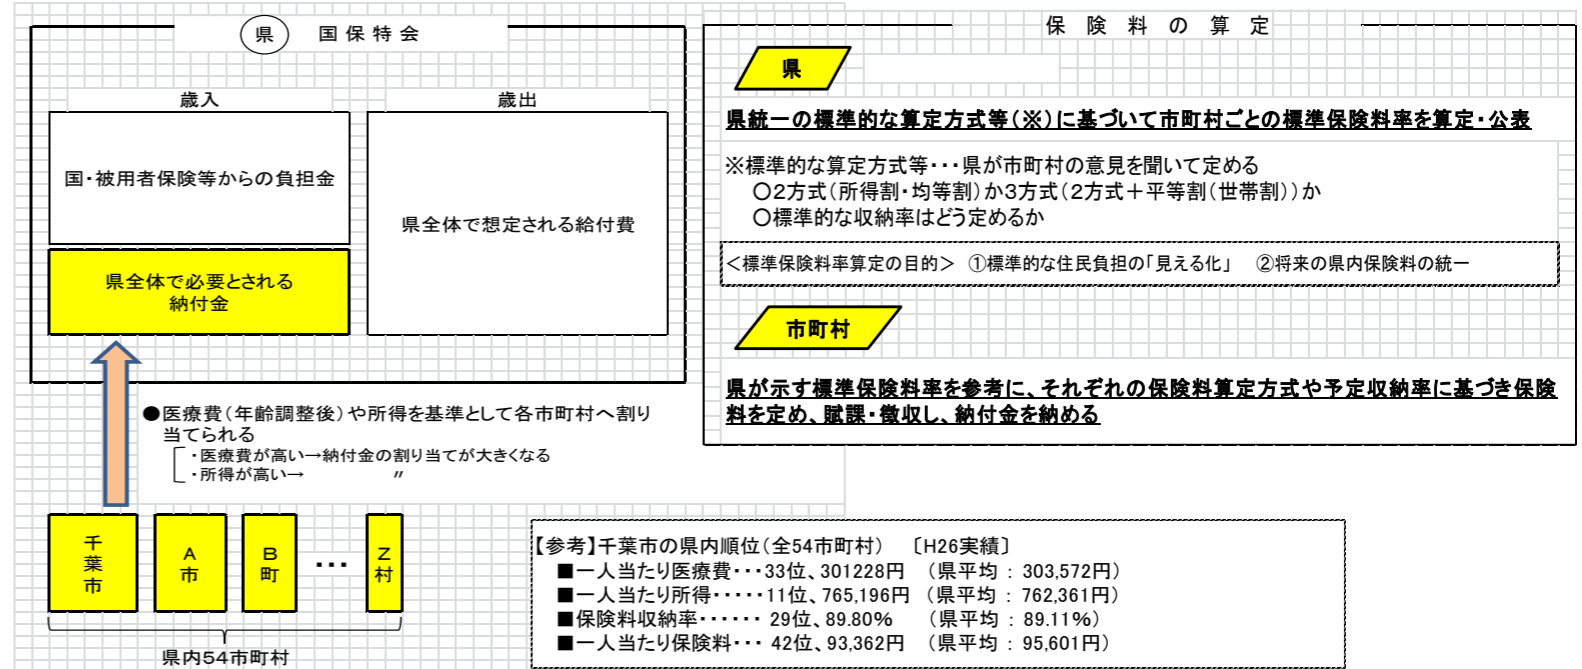 県 国保特会
歳入
歳出
国・被用者保険等からの負担金
県全体で必要とされる
納付金
県全体で想定される給付費
●医療費（年齢調整後）や所得を基準として各市町村へ割り
当てられる
・医療費が高い→納付金の割り当てが大きくなる
・所得が高い→　　　　　〃
千葉市
A市
B町
・・・
Z村
県内54市町村
保険料の算定
県
県統一の標準的な算定方式等（※）に基づいて市町村ごとの標準保険料率を算定・公表
※標準的な算定方式等・・・県が市町村の意見を聞いて定める
○2方式（所得割・均等割）か3方式（2方式＋平等割（世帯割））か
○標準的な収納率はどう定めるか
＜標準保険料率算定の目的＞　①標準的な住民負担の「見える化」　②将来の県内保険料の統一
市町村
県が示す標準保険料率を参考に、それぞれの保険料算定方式や予定収納率に基づき保険
料を定め、賦課・徴収し、納付金を納める
【参考】千葉市の県内順位（全54市町村）　〔H26実績〕
■一人当たり医療費・・・33位、301228円　（県平均 ： 303,572円）
■一人当たり所得・・・・・11位、765,196円　（県平均 ： 762,361円）
■保険料収納率・・・・・・ 29位、89.80%　（県平均 ： 89.11%）
■一人当たり保険料・・・ 42位、93,362円　（県平均 ： 95,601円）